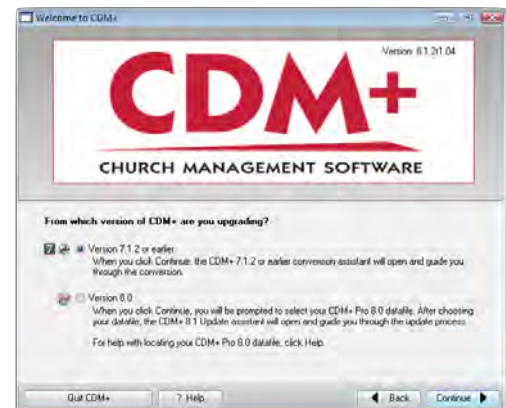 Welcome to CDM+
Version 8.1.2r1.04
CDM+
CHURCH MANAGEMENT SOFTWARE
From which version of CDM+ are you upgrading?
Version 7.1.2 or earlier
When you click Continue, the CDM+ 7.1.2 or earlier conversion assistant will open and guide you
through the conversion.
Version 8.0
When you click Continue, you will be prompted to select your CDM+ Pro 8.0 datafile. After choosing
your datafile, the CDM+ 8.1 Update assistant will open and guide you through the update process.
For help with locating your CDM+ Pro 8.0 datafile, click Help.
Quit CDM+
? Help
Back
Continue